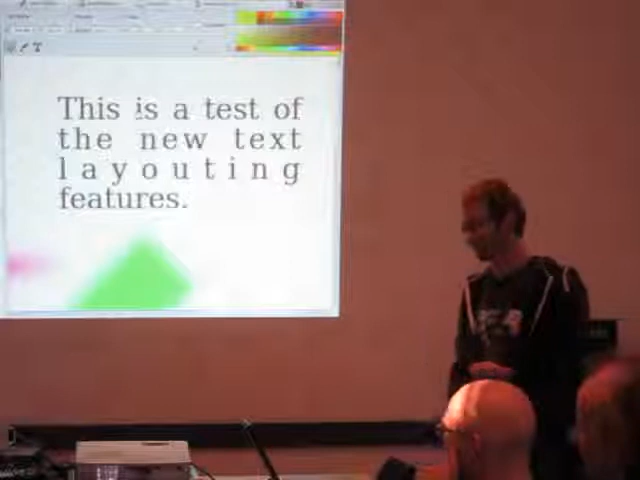 This is a test of
the new text
layouting
features.